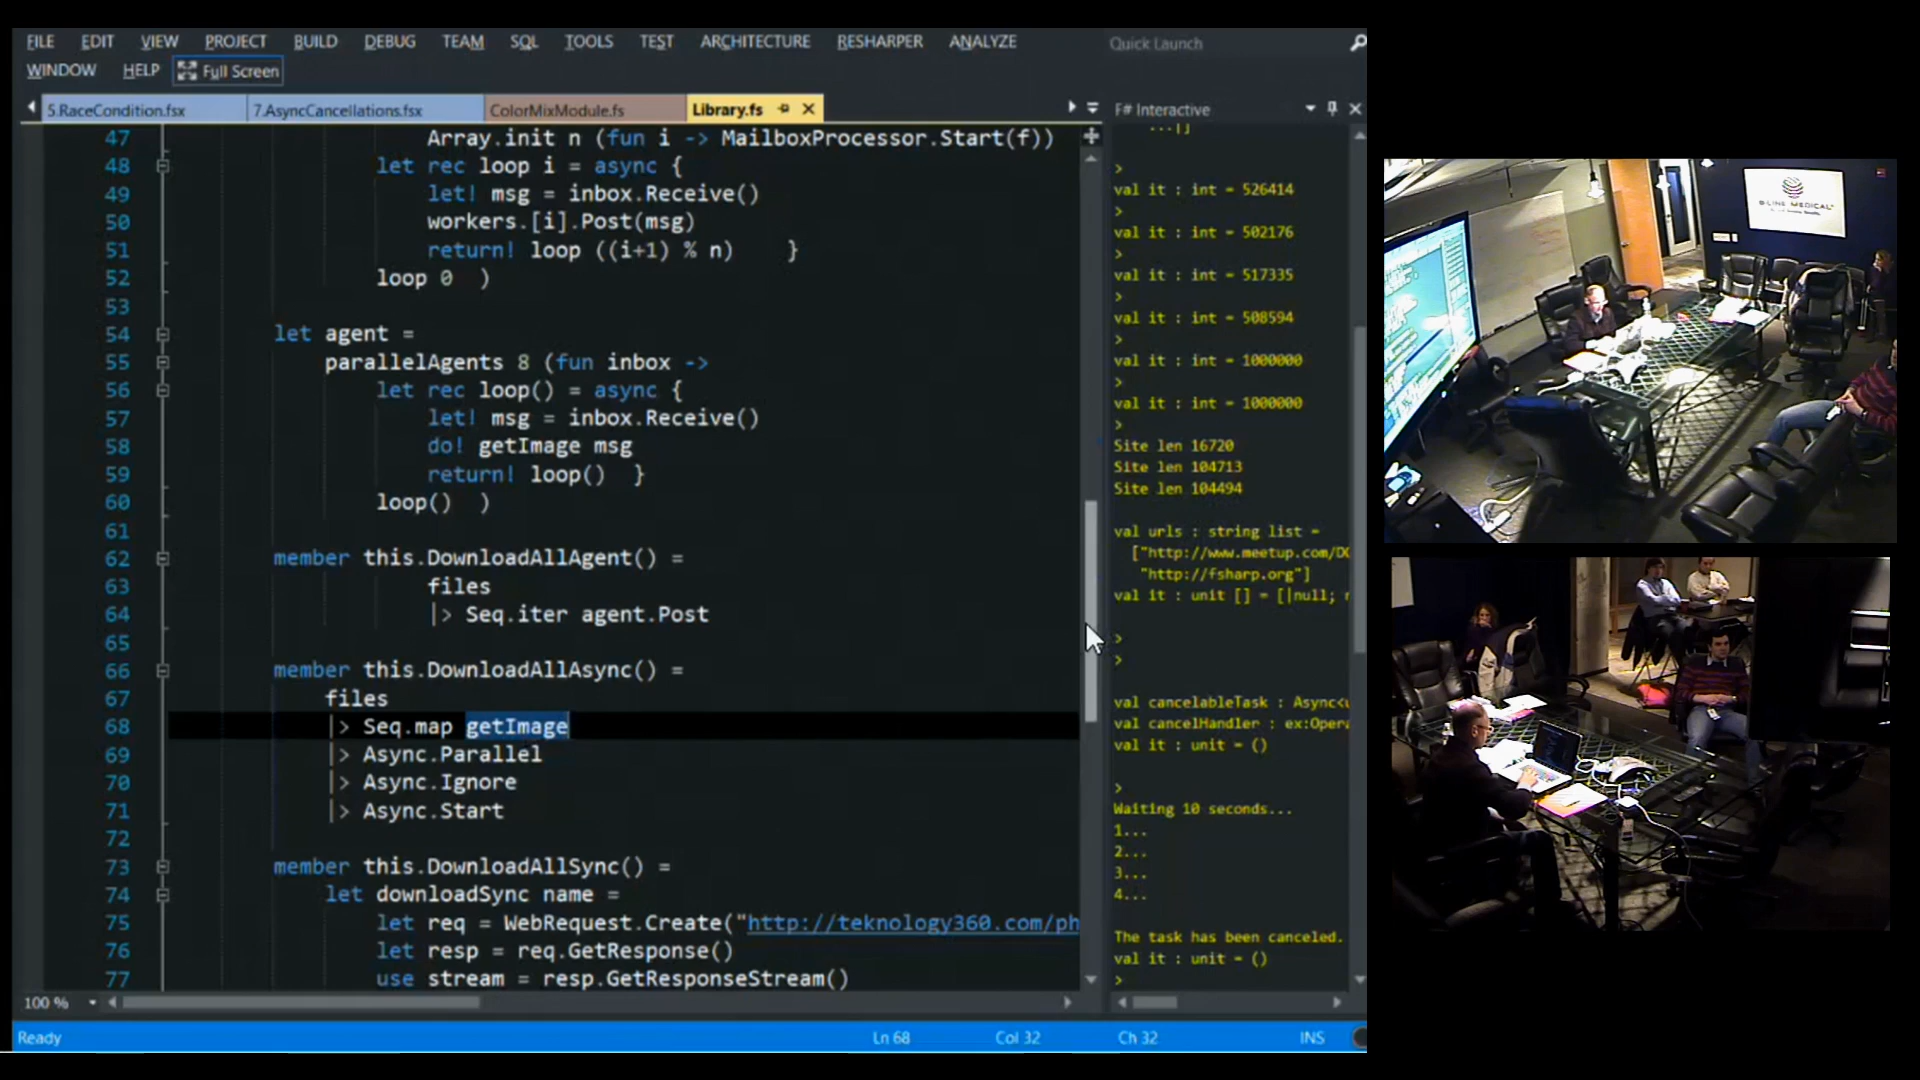 FILE EDIT VIEW PROJECT BUILD DEBUG TEAM SQL TOOLS TEST ARCHITECTURE RESHARPER ANALYZE
Quick Launch
WINDOW HELP Full Screen
5.RaceCondition.fsx 7.AsyncCancellations.fsx ColorMixModule.fs Library.fs
47 Array.init n (fun i -> MailboxProcessor.Start(f))
48 let rec loop i = async {
49 let! msg = inbox.Receive()
50 workers.[i].Post(msg)
51 return! loop ((i+1) % n) }
52 loop 0 )
53
54 let agent =
55 parallelAgents 8 (fun inbox ->
56 let rec loop() = async {
57 let! msg = inbox.Receive()
58 do! getImage msg
59 return! loop() }
60 loop() )
61
62 member this.DownloadAllAgent() =
63 files
64 |> Seq.iter agent.Post
65
66 member this.DownloadAllAsync() =
67 files
68 |> Seq.map getImage
69 |> Async.Parallel
70 |> Async.Ignore
71 |> Async.Start
72
73 member this.DownloadAllSync() =
74 let downloadSync name =
75 let req = WebRequest.Create("http://teknology360.com/ph
76 let resp = req.GetResponse()
77 use stream = resp.GetResponseStream()
100 %
F# Interactive
...[]
>
val it : int = 526414
>
val it : int = 502176
>
val it : int = 517335
>
val it : int = 508594
>
val it : int = 1000000
>
val it : int = 1000000
>
Site len 16720
Site len 104713
Site len 104494
val urls : string list =
["http://www.meetup.com/DC
"http://fsharp.org"]
val it : unit [] = [|null; n
>
>
val cancelableTask : Async<u
val cancelHandler : ex:Opera
val it : unit = ()
>
Waiting 10 seconds...
1...
2...
3...
4...
The task has been canceled.
val it : unit = ()
>
Ready Ln 68 Col 32 Ch 32 INS
B-LINE MEDICAL